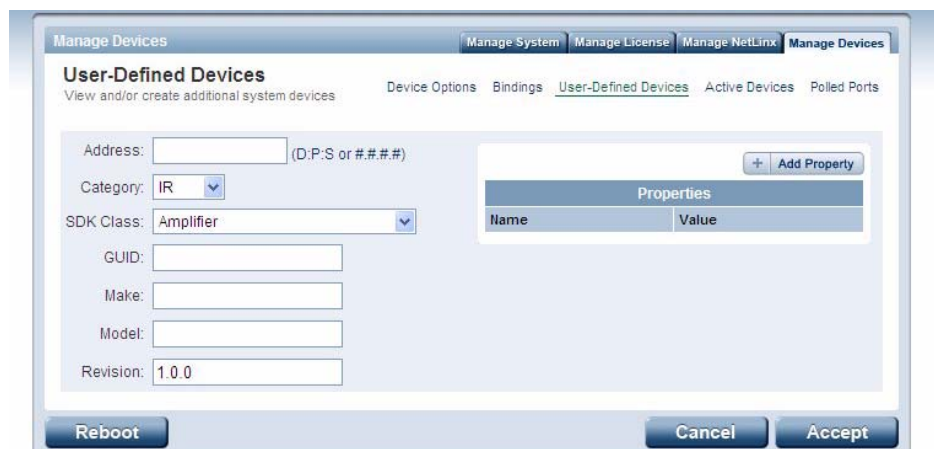 Manage Devices
Manage System Manage License Manage NetLinx Manage Devices
User-Defined Devices
View and/or create additional system devices
Device Options Bindings User-Defined Devices Active Devices Polled Ports
Address: (D:P:S or #.#.#.#)
Category: IR
SDK Class: Amplifier
GUID:
Make:
Model:
Revision: 1.0.0
+ Add Property
Properties
Name Value
Reboot Cancel Accept